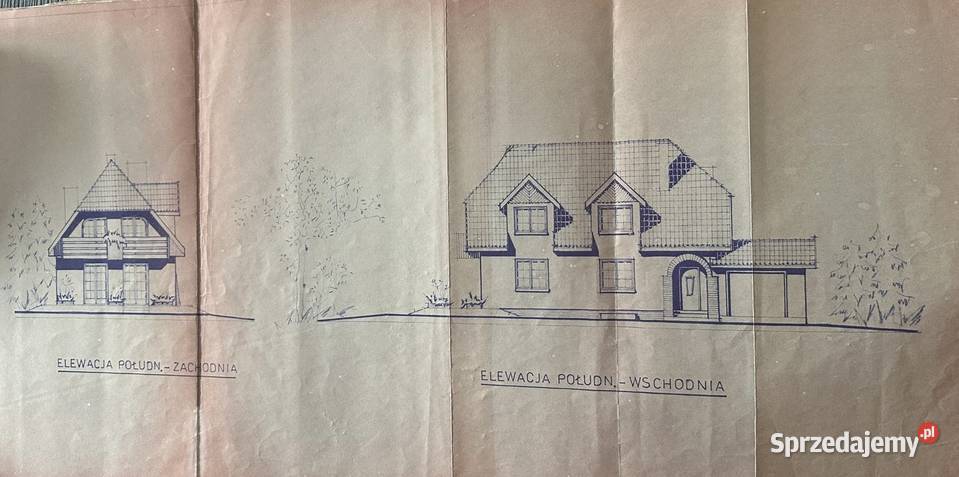 ELEWACJA POŁUDN. – ZACHODNIA
ELEWACJA POŁUDN. – WSCHODNIA
Sprzedajemy .pl